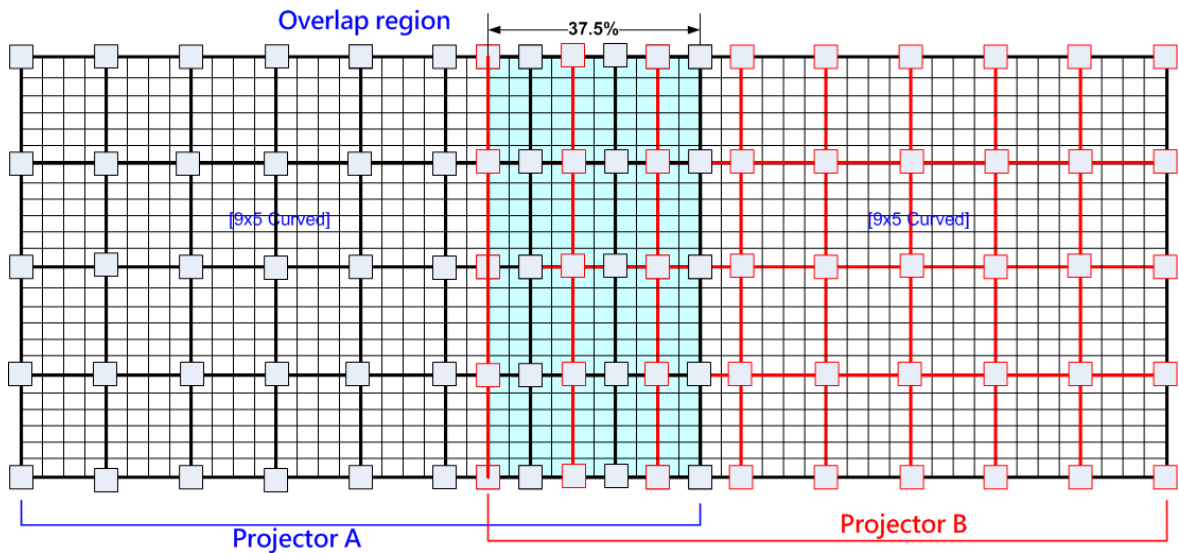 Overlap region
37.5%
[9x5 Curved]
[9x5 Curved]
Projector A
Projector B